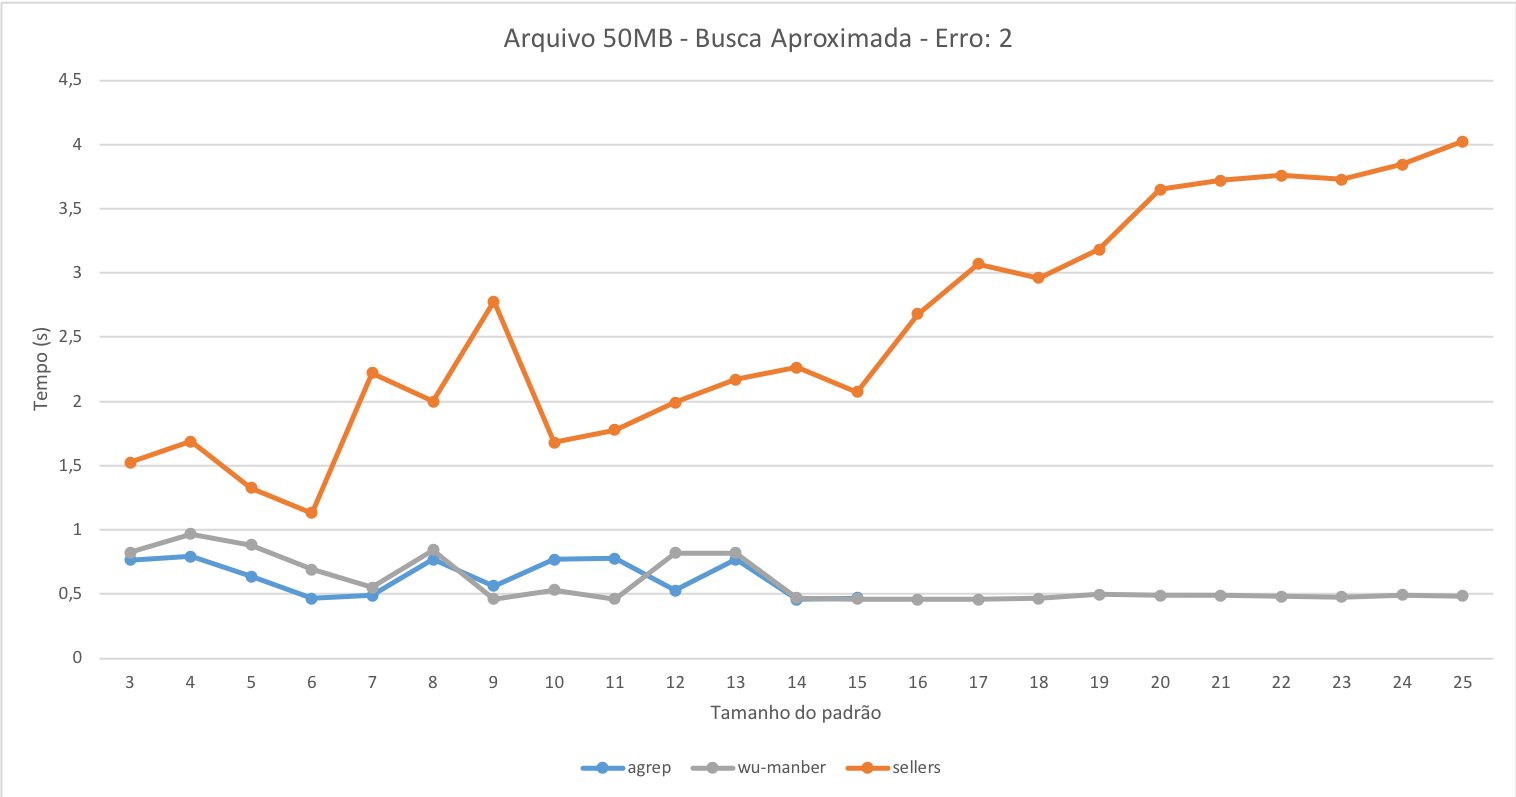 Arquivo 50MB - Busca Aproximada - Erro: 2
4,5
4
3,5
3
2,5
2
1,5
1
0,5
0
Tempo (s)
3 4 5 6 7 8 9 10 11 12 13 14 15 16 17 18 19 20 21 22 23 24 25
Tamanho do padrão
agrep wu-manber sellers